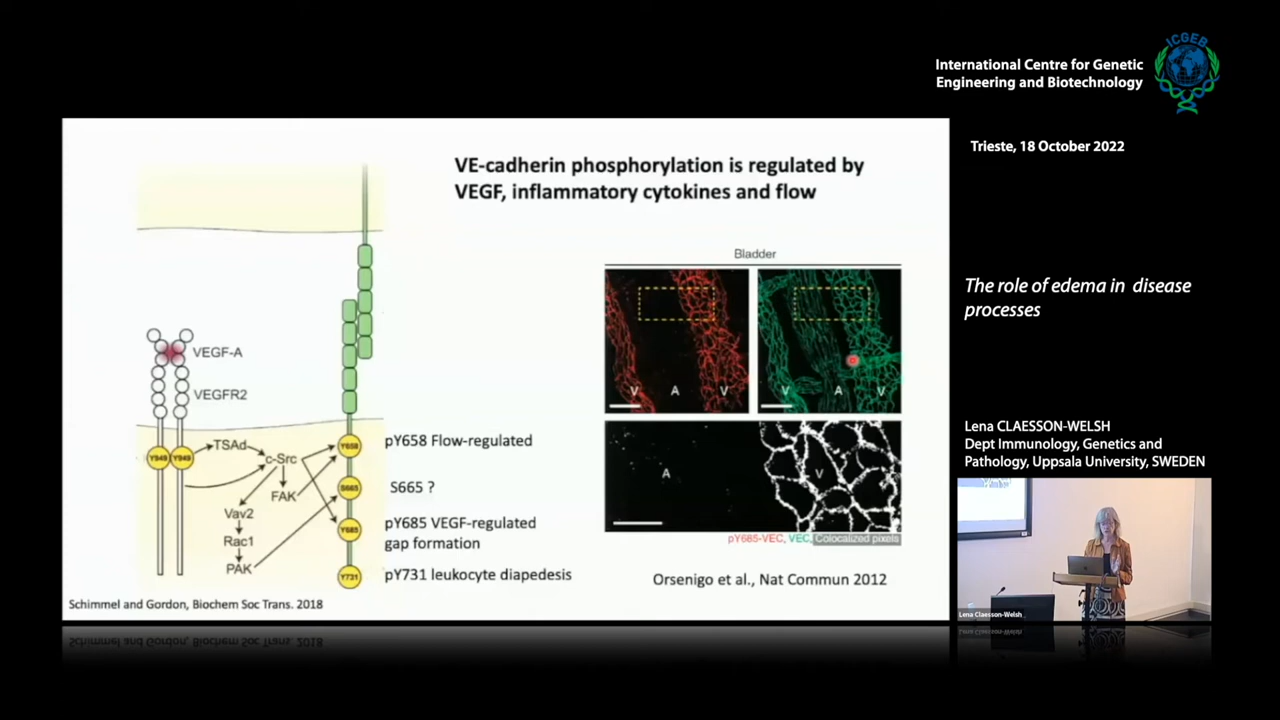 International Centre for Genetic
Engineering and Biotechnology
ICGEB
Trieste, 18 October 2022
VE-cadherin phosphorylation is regulated by
VEGF, inflammatory cytokines and flow
Bladder
V A V
V A V
A V
pY685-VEC, VEC, Colocalized pixels
Orsenigo et al., Nat Commun 2012
VEGF-A
VEGFR2
Y949 Y949
TSAd
c-Src
FAK
Vav2
Rac1
PAK
Y658
pY658 Flow-regulated
S665
S665 ?
Y685
pY685 VEGF-regulated
gap formation
Y731
pY731 leukocyte diapedesis
Schimmel and Gordon, Biochem Soc Trans. 2018
The role of edema in disease
processes
Lena CLAESSON-WELSH
Dept Immunology, Genetics and
Pathology, Uppsala University, SWEDEN
Lena Claesson-Welsh